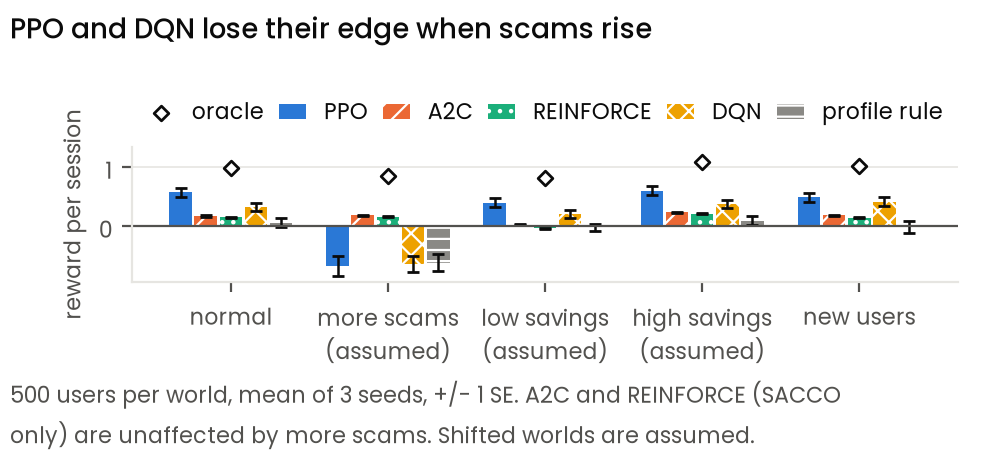 PPO and DQN lose their edge when scams rise
oracle PPO A2C REINFORCE DQN profile rule
reward per session
1
0
normal
more scams
(assumed)
low savings
(assumed)
high savings
(assumed)
new users
500 users per world, mean of 3 seeds, +/- 1 SE. A2C and REINFORCE (SACCO
only) are unaffected by more scams. Shifted worlds are assumed.